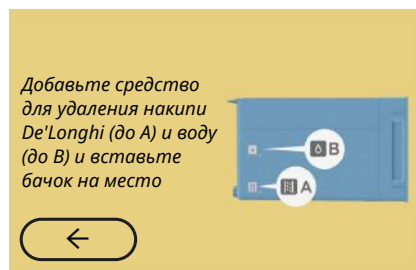 Добавьте средство
для удаления накипи
De'Longhi (до A) и воду
(до B) и вставьте
бачок на место
B
A